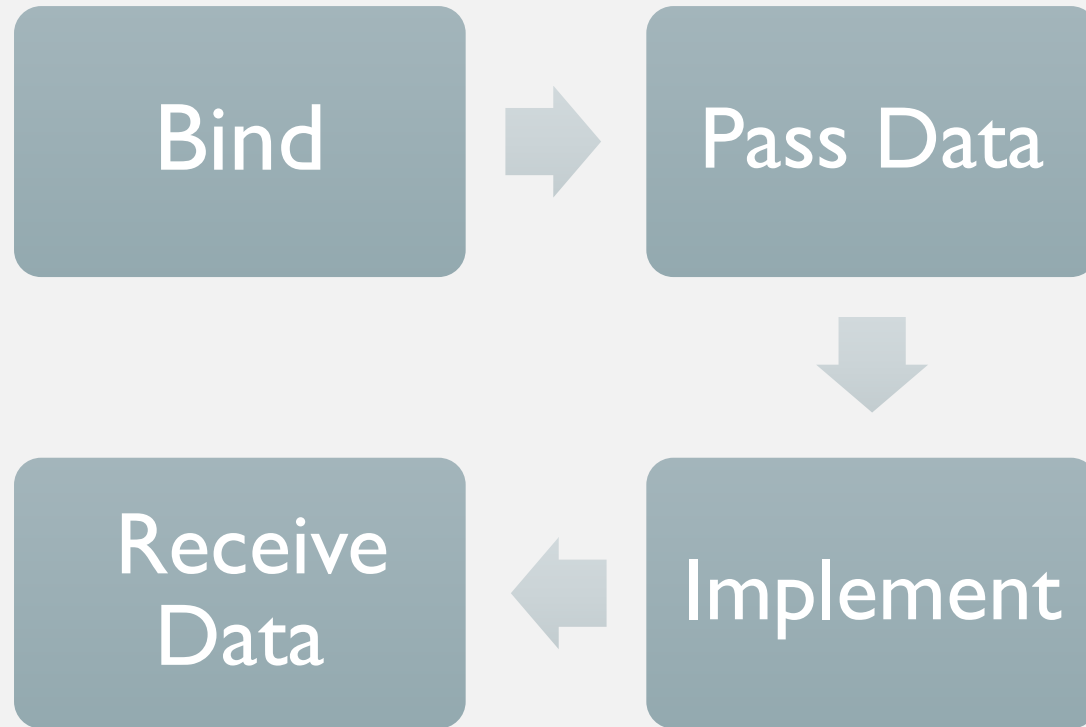 Bind
Pass Data
Implement
Receive
Data